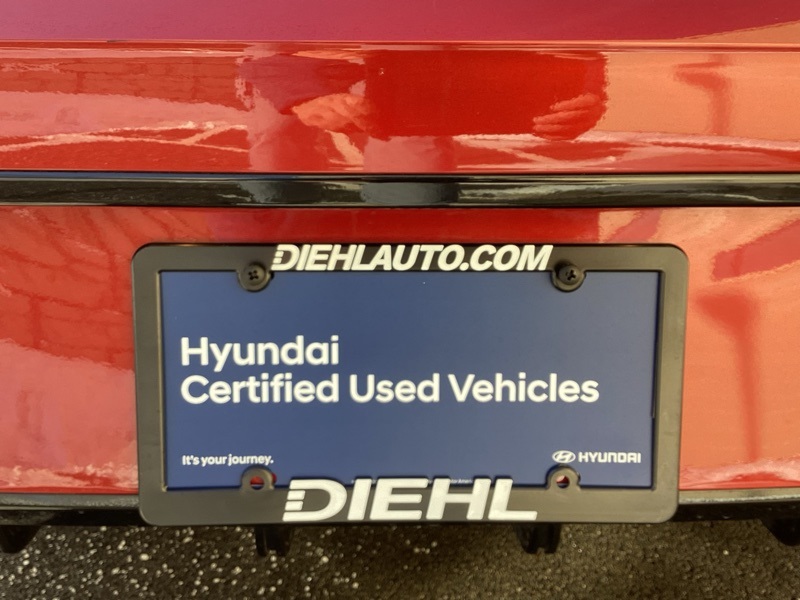 DIEHLAUTO.COM
Hyundai
Certified Used Vehicles
It's your journey.
HYUNDAI
DIEHL